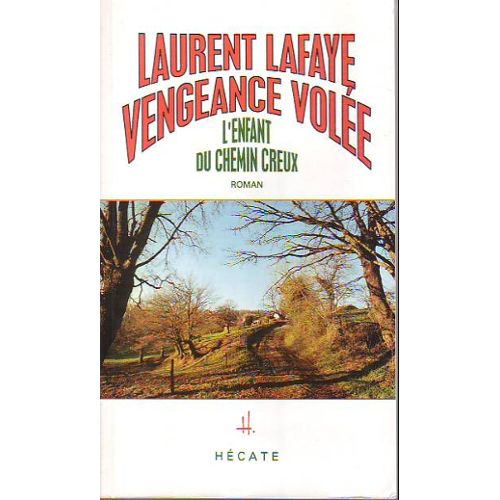 LAURENT LAFAYE
VENGEANCE VOLÉE
L'ENFANT
DU CHEMIN CREUX
ROMAN
H.
HÉCATE